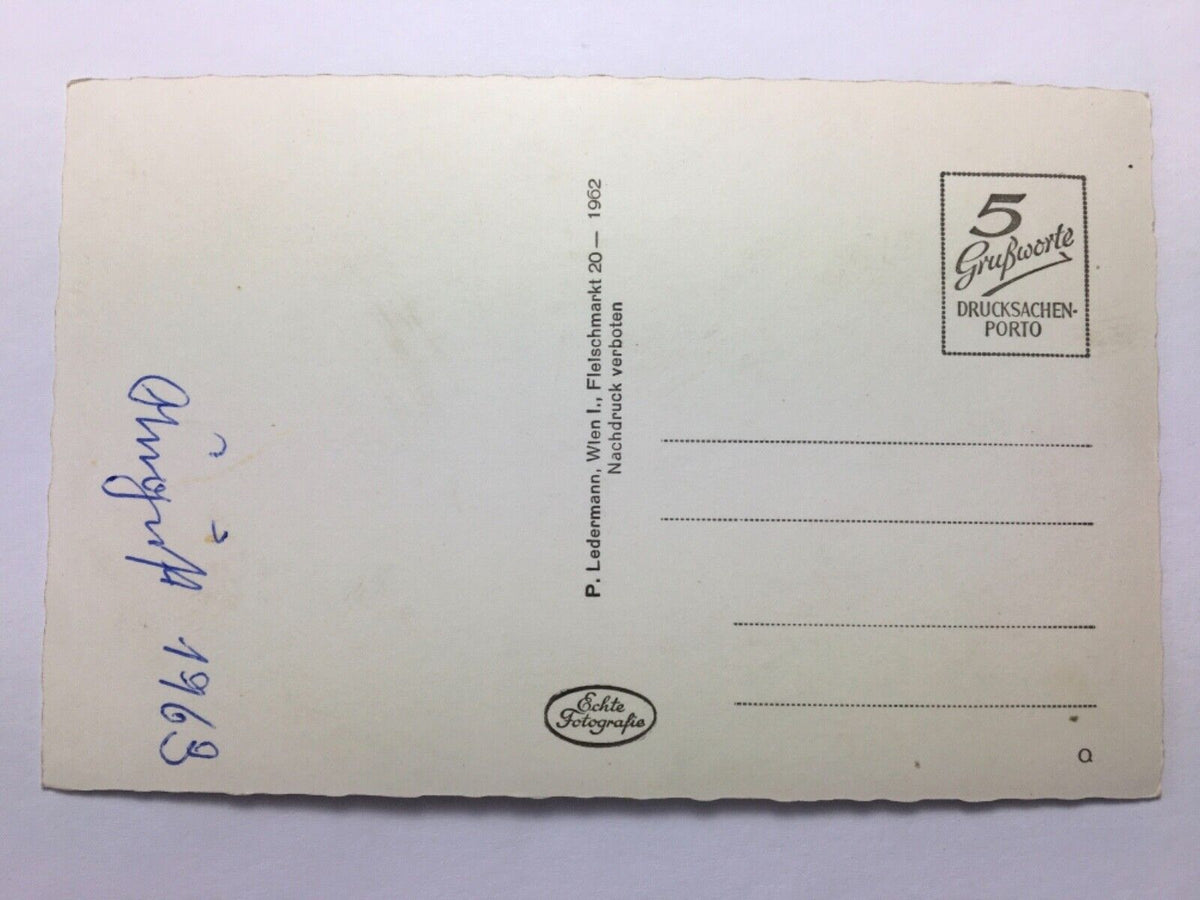 August 1963
P. Ledermann, Wien I., Fleischmarkt 20 — 1962
Nachdruck verboten
5
Grußworte
DRUCKSACHEN-
PORTO
Echte
Fotografie
Q